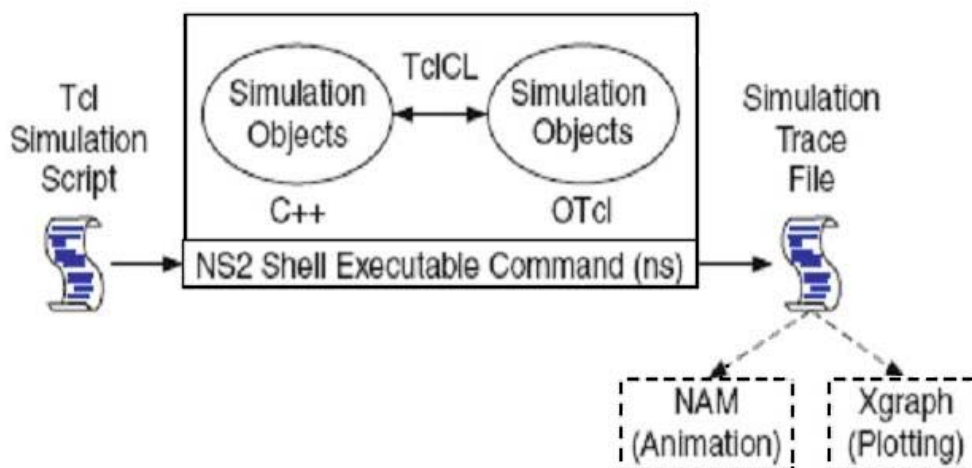 Tcl
Simulation
Script
TclCL
Simulation
Objects
C++
Simulation
Objects
OTcl
NS2 Shell Executable Command (ns)
Simulation
Trace
File
NAM
(Animation)
Xgraph
(Plotting)